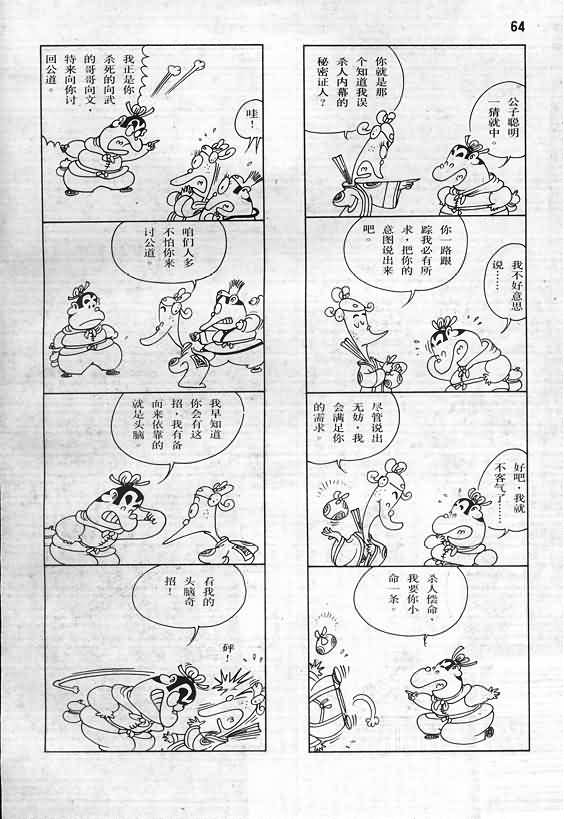 64
你就是那
个知道我误
杀人内幕的
秘密证人？
公子聪明
一猜就中。
你一路跟
踪我必有所
求，把你的
意图说出来
吧。
我不好意思
说……
尽管说出
无妨，我
会满足你
的需求。
好吧，我就
不客气了……
杀人偿命，
我要你小
命一条。
我正是你
杀死的向武
的哥哥向文，
特来向你讨
回公道。
哇！
咱们人多
不怕你来
讨公道。
我早知道
你会有这
招，我有备
而来依靠的
就是头脑。
看我的
头脑奇
招！
砰！